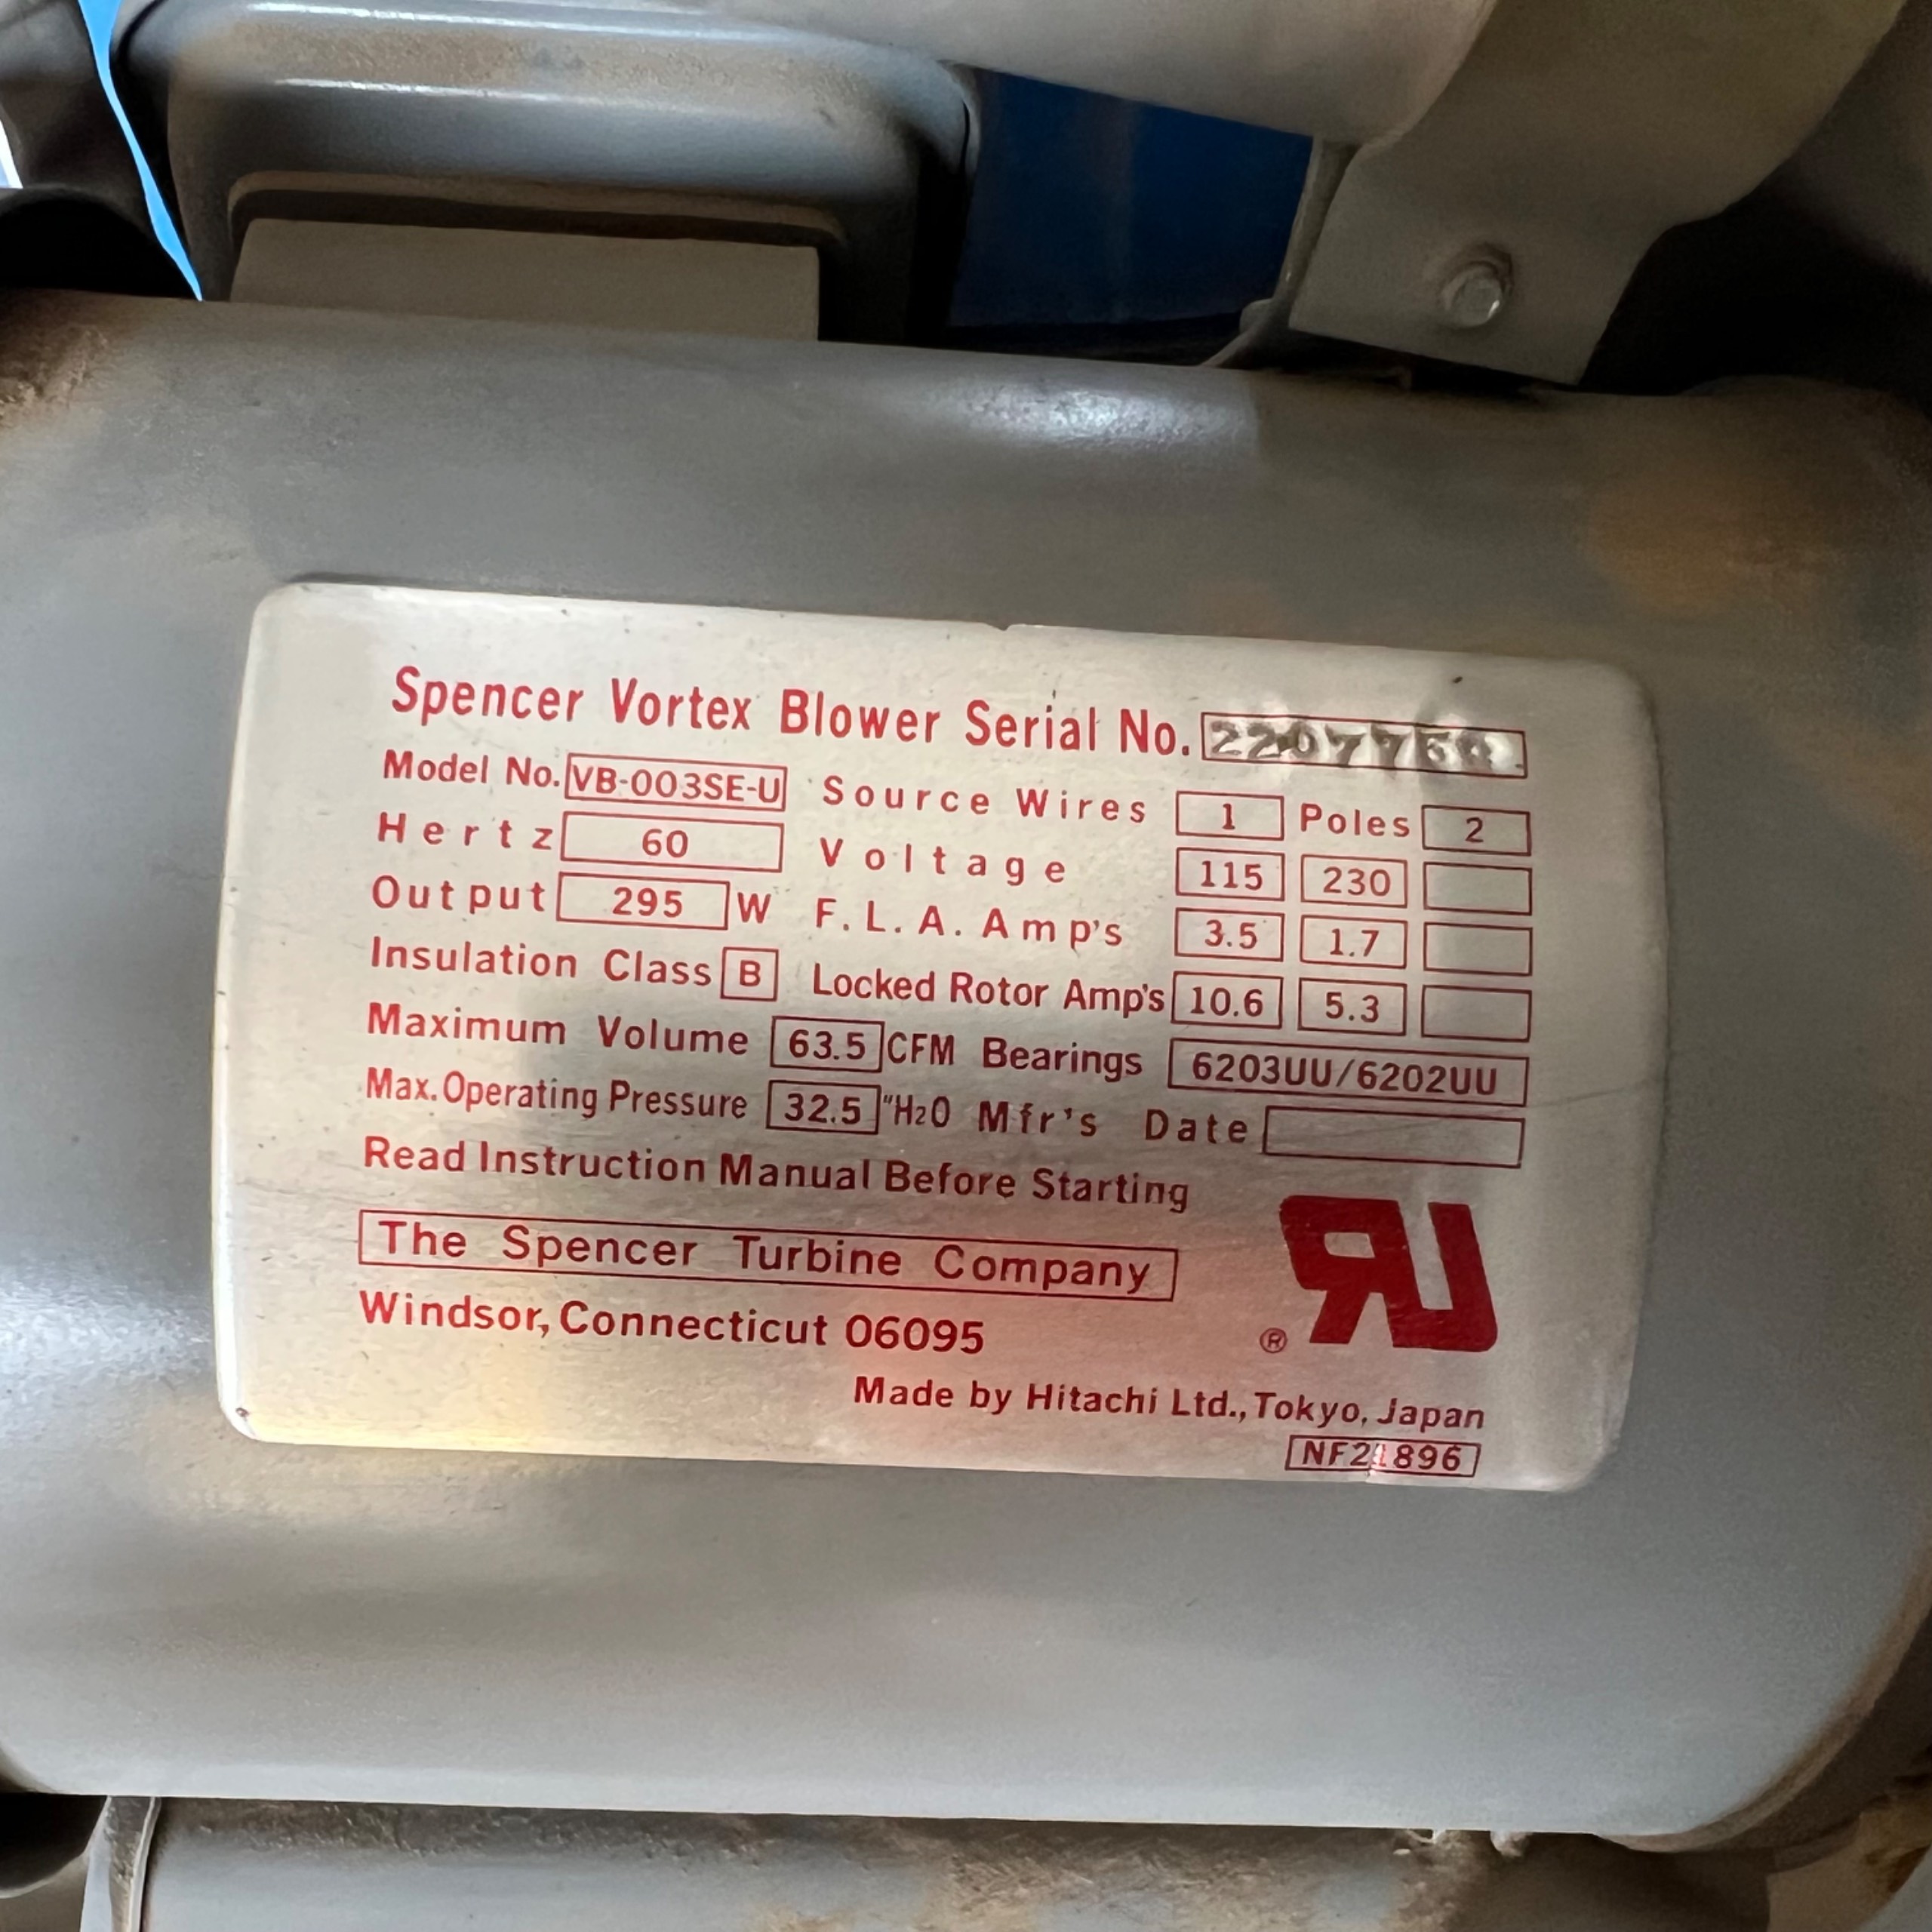 Spencer Vortex Blower Serial No.
Model No. VB-003SE-U Source Wires 1 Poles 2
Hertz 60 Voltage 115 230
Output 295 W F.L.A. Amp's 3.5 1.7
Insulation Class B Locked Rotor Amp's 10.6 5.3
Maximum Volume 63.5 CFM Bearings 6203UU/6202UU
Max. Operating Pressure 32.5 "H2O Mfr's Date
Read Instruction Manual Before Starting
The Spencer Turbine Company
Windsor, Connecticut 06095
®
Made by Hitachi Ltd., Tokyo, Japan
NF21896